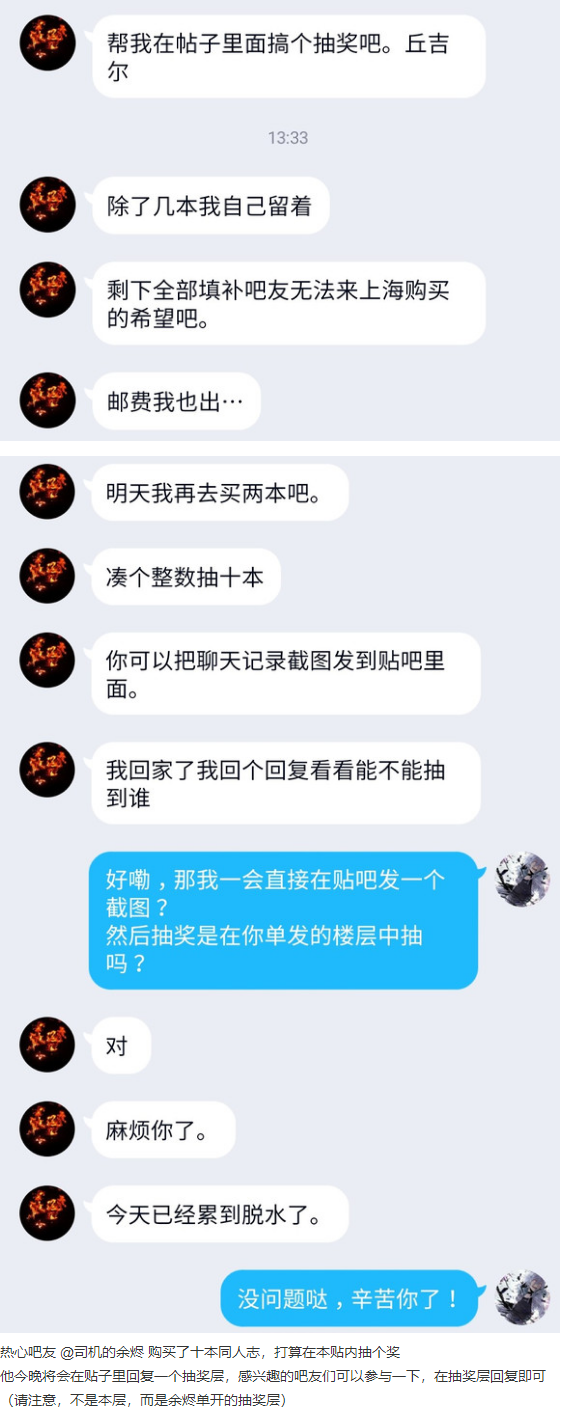 帮我在帖子里面搞个抽奖吧。丘吉
尔
13:33
除了几本我自己留着
剩下全部填补吧友无法来上海购买
的希望吧。
邮费我也出…
明天我再去买两本吧。
凑个整数抽十本
你可以把聊天记录截图发到贴吧里
面。
我回家了我回个回复看看能不能抽
到谁
好嘞，那我一会直接在贴吧发一个
截图？
然后抽奖是在你单发的楼层中抽
吗？
对
麻烦你了。
今天已经累到脱水了。
没问题哒，辛苦你了！
热心吧友 @司机的余烬 购买了十本同人志，打算在本贴内抽个奖
他今晚将会在贴子里回复一个抽奖层，感兴趣的吧友们可以参与一下，在抽奖层回复即可
（请注意，不是本层，而是余烬单开的抽奖层）